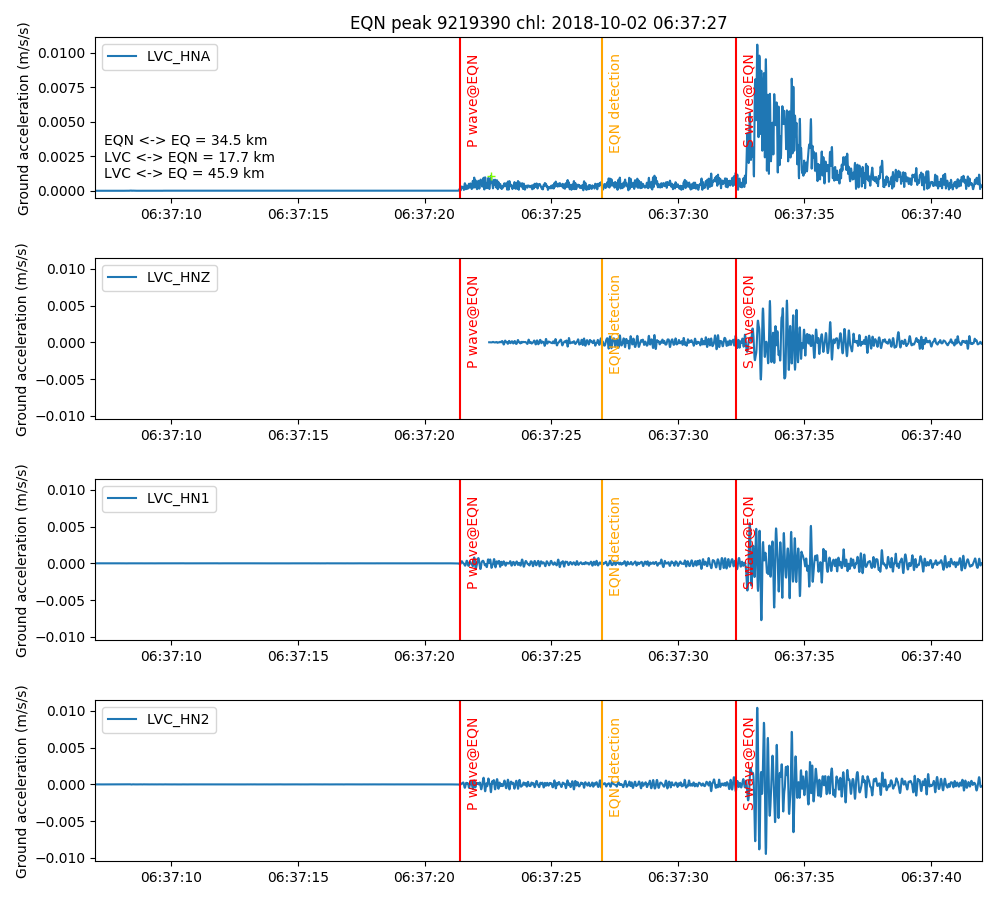 EQN peak 9219390 chl: 2018-10-02 06:37:27
Ground acceleration (m/s/s)
0.0100
0.0075
0.0050
0.0025
0.0000
LVC_HNA
EQN <-> EQ = 34.5 km
LVC <-> EQN = 17.7 km
LVC <-> EQ = 45.9 km
P wave@EQN
EQN detection
S wave@EQN
06:37:10 06:37:15 06:37:20 06:37:25 06:37:30 06:37:35 06:37:40
Ground acceleration (m/s/s)
0.010
0.005
0.000
−0.005
−0.010
LVC_HNZ
P wave@EQN
EQN detection
S wave@EQN
06:37:10 06:37:15 06:37:20 06:37:25 06:37:30 06:37:35 06:37:40
Ground acceleration (m/s/s)
0.010
0.005
0.000
−0.005
−0.010
LVC_HN1
P wave@EQN
EQN detection
S wave@EQN
06:37:10 06:37:15 06:37:20 06:37:25 06:37:30 06:37:35 06:37:40
Ground acceleration (m/s/s)
0.010
0.005
0.000
−0.005
−0.010
LVC_HN2
P wave@EQN
EQN detection
S wave@EQN
06:37:10 06:37:15 06:37:20 06:37:25 06:37:30 06:37:35 06:37:40